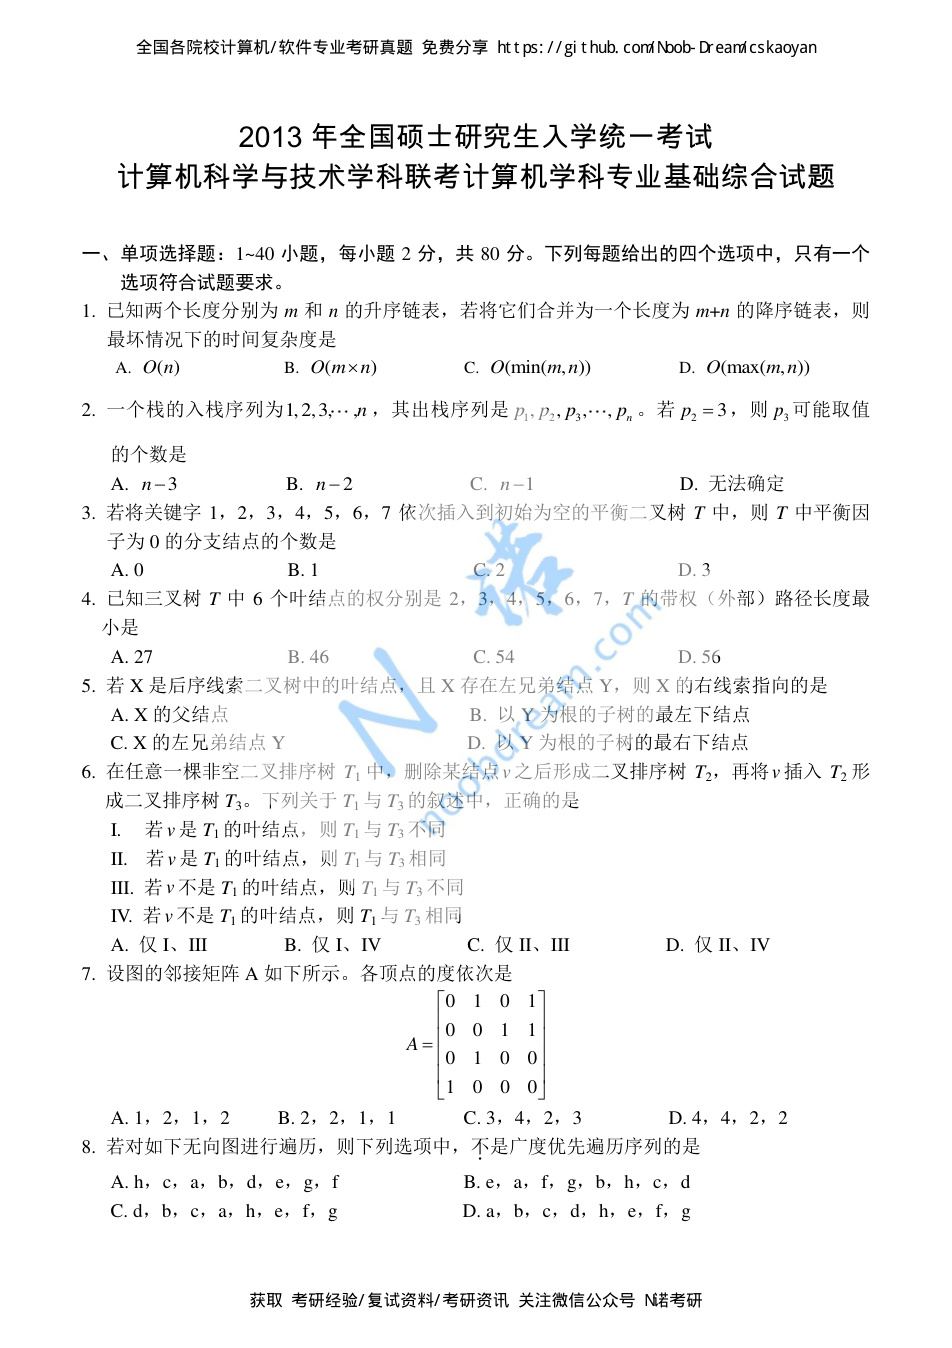 全国各院校计算机/软件专业考研真题 免费分享 https://github.com/Noob-Dream/cskaoyan
2013 年全国硕士研究生入学统一考试
计算机科学与技术学科联考计算机学科专业基础综合试题
一、单项选择题：1~40 小题，每小题 2 分，共 80 分。下列每题给出的四个选项中，只有一个
选项符合试题要求。
1. 已知两个长度分别为 m 和 n 的升序链表，若将它们合并为一个长度为 m+n 的降序链表，则
最坏情况下的时间复杂度是
A. O(n) B. O(m×n) C. O(min(m,n)) D. O(max(m,n))
2. 一个栈的入栈序列为1,2,3,⋯,n，其出栈序列是 p₁,p₂,p₃,⋯,pₙ。若 p₂=3，则 p₃可能取值
的个数是
A. n−3 B. n−2 C. n−1 D. 无法确定
3. 若将关键字 1，2，3，4，5，6，7 依次插入到初始为空的平衡二叉树 T 中，则 T 中平衡因
子为 0 的分支结点的个数是
A. 0 B. 1 C. 2 D. 3
4. 已知三叉树 T 中 6 个叶结点的权分别是 2，3，4，5，6，7，T 的带权（外部）路径长度最
小是
A. 27 B. 46 C. 54 D. 56
5. 若 X 是后序线索二叉树中的叶结点，且 X 存在左兄弟结点 Y，则 X 的右线索指向的是
A. X 的父结点 B. 以 Y 为根的子树的最左下结点
C. X 的左兄弟结点 Y D. 以 Y 为根的子树的最右下结点
6. 在任意一棵非空二叉排序树 T₁ 中，删除某结点 v 之后形成二叉排序树 T₂，再将 v 插入 T₂ 形
成二叉排序树 T₃。下列关于 T₁ 与 T₃ 的叙述中，正确的是
I. 若 v 是 T₁ 的叶结点，则 T₁ 与 T₃ 不同
II. 若 v 是 T₁ 的叶结点，则 T₁ 与 T₃ 相同
III. 若 v 不是 T₁ 的叶结点，则 T₁ 与 T₃ 不同
IV. 若 v 不是 T₁ 的叶结点，则 T₁ 与 T₃ 相同
A. 仅 I、III B. 仅 I、IV C. 仅 II、III D. 仅 II、IV
7. 设图的邻接矩阵 A 如下所示。各顶点的度依次是
0 1 0 1
0 0 1 1
A=
0 1 0 0
1 0 0 0
A. 1，2，1，2 B. 2，2，1，1 C. 3，4，2，3 D. 4，4，2，2
8. 若对如下无向图进行遍历，则下列选项中，不是广度优先遍历序列的是
A. h，c，a，b，d，e，g，f B. e，a，f，g，b，h，c，d
C. d，b，c，a，h，e，f，g D. a，b，c，d，h，e，f，g
N诺
noobdream.com
获取 考研经验/复试资料/考研资讯 关注微信公众号 N诺考研